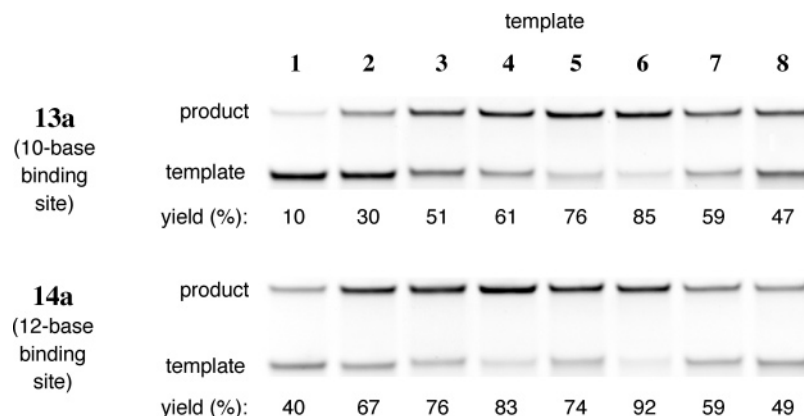 template
1 2 3 4 5 6 7 8
13a
(10-base
binding
site)
product
template
yield (%): 10 30 51 61 76 85 59 47
14a
(12-base
binding
site)
product
template
yield (%): 40 67 76 83 74 92 59 49